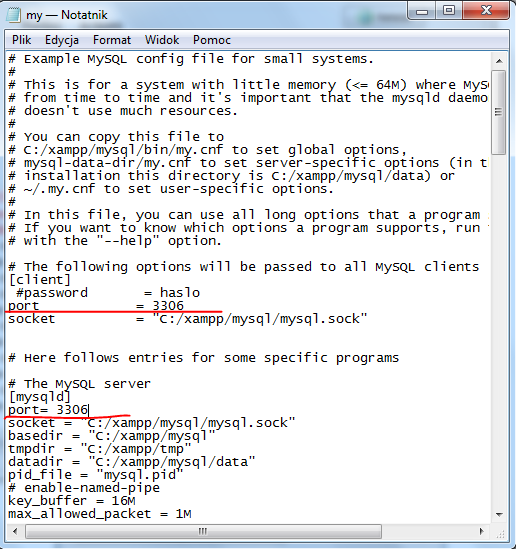 my — Notatnik
Plik Edycja Format Widok Pomoc
# Example MySQL config file for small systems.
#
# This is for a system with little memory (<= 64M) where MySQ
# from time to time and it's important that the mysqld daemo
# doesn't use much resources.
#
# You can copy this file to
# C:/xampp/mysql/bin/my.cnf to set global options,
# mysql-data-dir/my.cnf to set server-specific options (in t
# installation this directory is C:/xampp/mysql/data) or
# ~/.my.cnf to set user-specific options.
#
# In this file, you can use all long options that a program
# If you want to know which options a program supports, run
# with the "--help" option.

# The following options will be passed to all MySQL clients
[client]
 #password       = haslo
port            = 3306
socket          = "C:/xampp/mysql/mysql.sock"


# Here follows entries for some specific programs

# The MySQL server
[mysqld]
port= 3306
socket = "C:/xampp/mysql/mysql.sock"
basedir = "C:/xampp/mysql"
tmpdir = "C:/xampp/tmp"
datadir = "C:/xampp/mysql/data"
pid_file = "mysql.pid"
# enable-named-pipe
key_buffer = 16M
max_allowed_packet = 1M